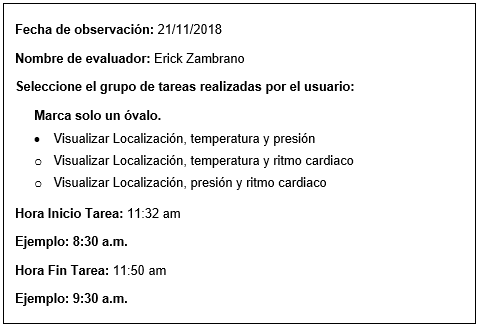 Fecha de observación: 21/11/2018
Nombre de evaluador: Erick Zambrano
Seleccione el grupo de tareas realizadas por el usuario:
Marca solo un óvalo.
• Visualizar Localización, temperatura y presión
o Visualizar Localización, temperatura y ritmo cardiaco
o Visualizar Localización, presión y ritmo cardiaco
Hora Inicio Tarea: 11:32 am
Ejemplo: 8:30 a.m.
Hora Fin Tarea: 11:50 am
Ejemplo: 9:30 a.m.